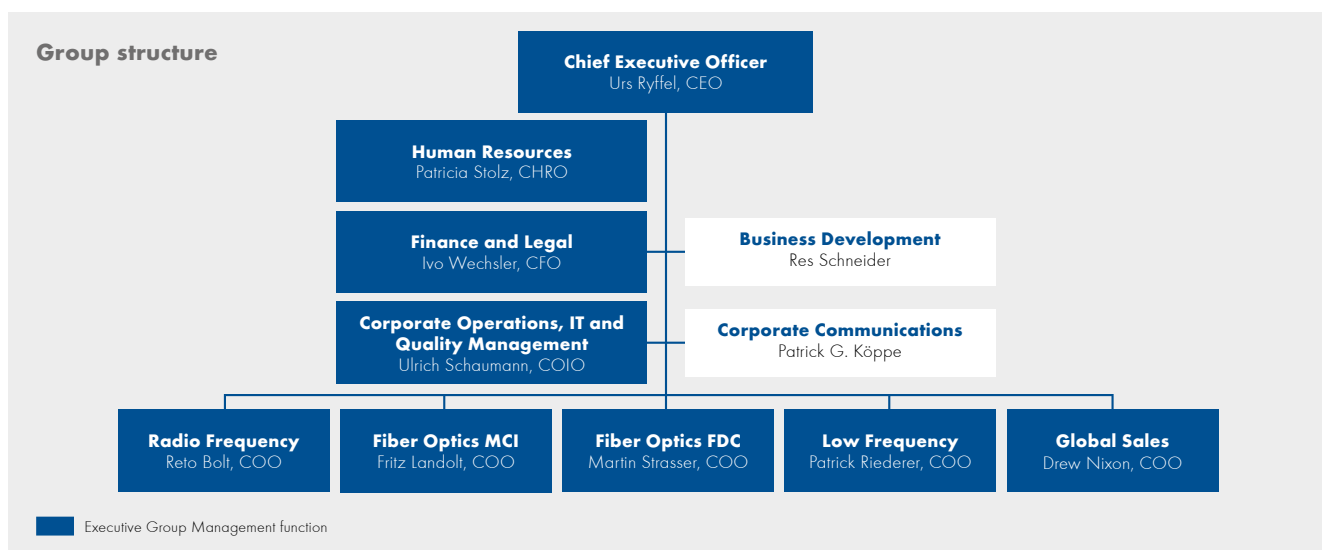 Group structure
Chief Executive Officer
Urs Ryffel, CEO
Human Resources
Patricia Stolz, CHRO
Finance and Legal
Ivo Wechsler, CFO
Business Development
Res Schneider
Corporate Operations, IT and
Quality Management
Ulrich Schaumann, COIO
Corporate Communications
Patrick G. Köppe
Radio Frequency
Reto Bolt, COO
Fiber Optics MCI
Fritz Landolt, COO
Fiber Optics FDC
Martin Strasser, COO
Low Frequency
Patrick Riederer, COO
Global Sales
Drew Nixon, COO
Executive Group Management function